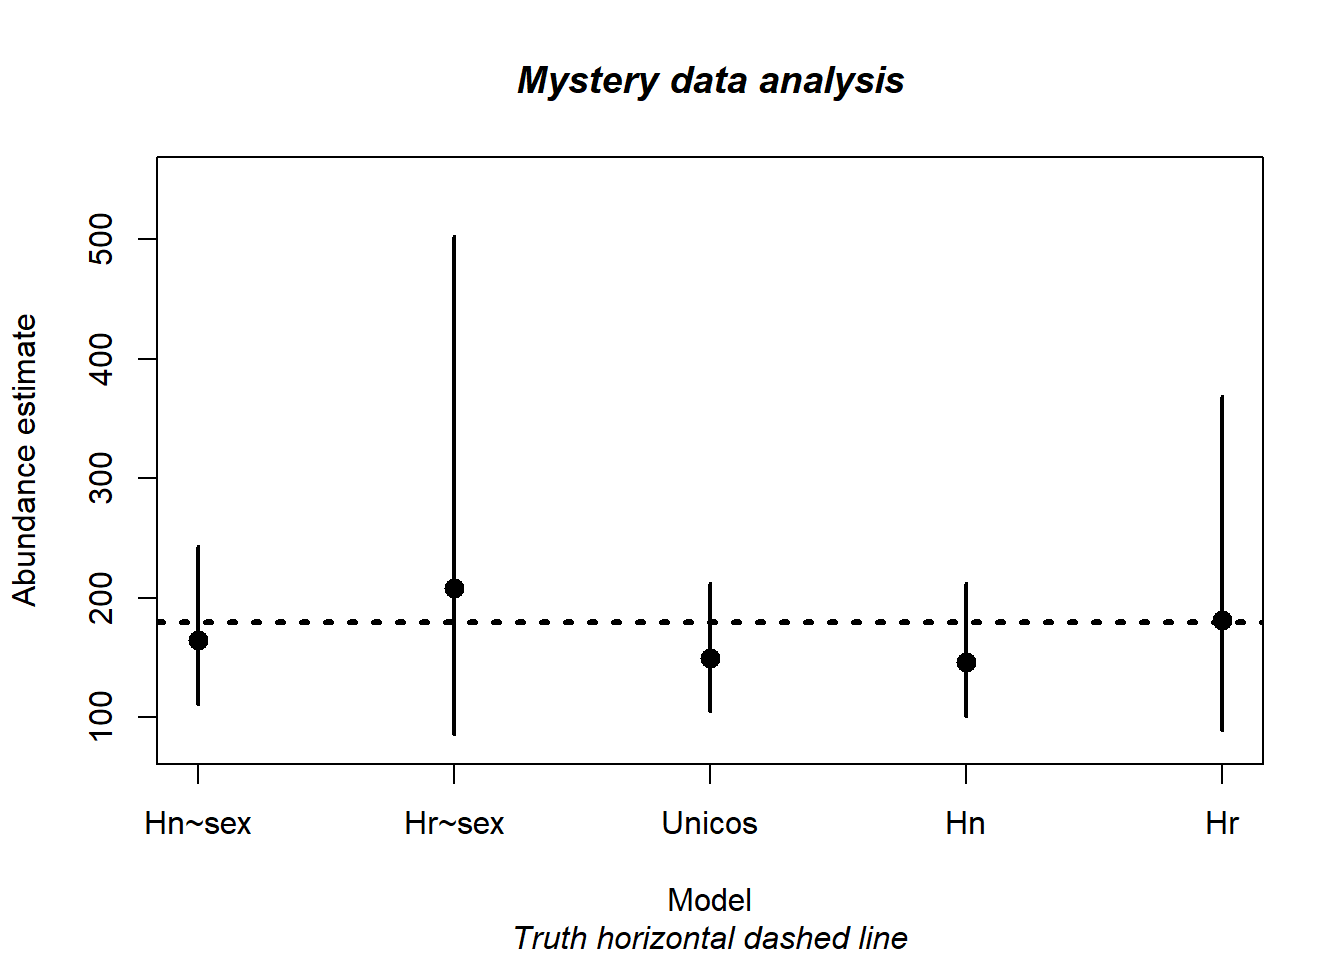 Mystery data analysis
Abundance estimate
500
400
300
200
100
Hn~sex Hr~sex Unicos Hn Hr
Model
Truth horizontal dashed line